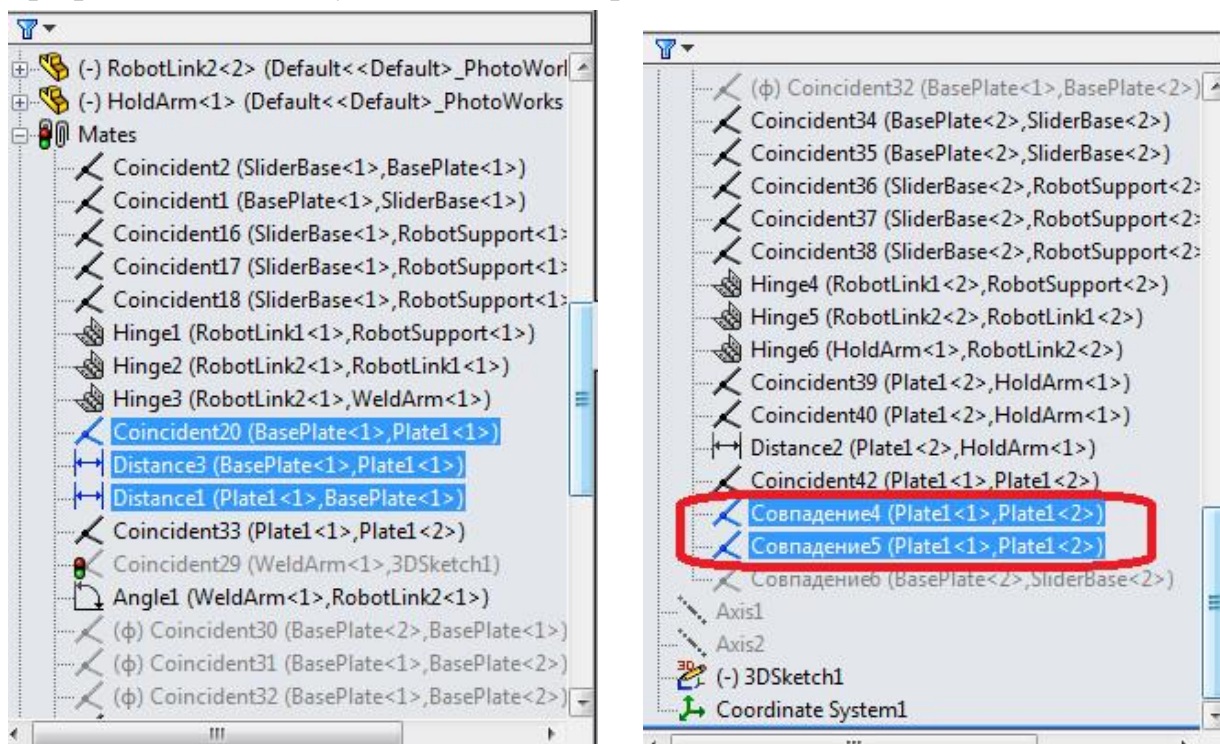 (-) RobotLink2<2> (Default<<Default>_PhotoWorl
(-) HoldArm<1> (Default<<Default>_PhotoWorks
Mates
Coincident2 (SliderBase<1>,BasePlate<1>)
Coincident1 (BasePlate<1>,SliderBase<1>)
Coincident16 (SliderBase<1>,RobotSupport<1>
Coincident17 (SliderBase<1>,RobotSupport<1>
Coincident18 (SliderBase<1>,RobotSupport<1>
Hinge1 (RobotLink1<1>,RobotSupport<1>)
Hinge2 (RobotLink2<1>,RobotLink1<1>)
Hinge3 (RobotLink2<1>,WeldArm<1>)
Coincident20 (BasePlate<1>,Plate1<1>)
Distance3 (BasePlate<1>,Plate1<1>)
Distance1 (Plate1<1>,BasePlate<1>)
Coincident33 (Plate1<1>,Plate1<2>)
Coincident29 (WeldArm<1>,3DSketch1)
Angle1 (WeldArm<1>,RobotLink2<1>)
(ф) Coincident30 (BasePlate<2>,BasePlate<1>)
(ф) Coincident31 (BasePlate<1>,BasePlate<2>)
(ф) Coincident32 (BasePlate<1>,BasePlate<2>)
(ф) Coincident32 (BasePlate<1>,BasePlate<2>)
Coincident34 (BasePlate<2>,SliderBase<2>)
Coincident35 (BasePlate<2>,SliderBase<2>)
Coincident36 (SliderBase<2>,RobotSupport<2>
Coincident37 (SliderBase<2>,RobotSupport<2>
Coincident38 (SliderBase<2>,RobotSupport<2>
Hinge4 (RobotLink1<2>,RobotSupport<2>)
Hinge5 (RobotLink2<2>,RobotLink1<2>)
Hinge6 (HoldArm<1>,RobotLink2<2>)
Coincident39 (Plate1<2>,HoldArm<1>)
Coincident40 (Plate1<2>,HoldArm<1>)
Distance2 (Plate1<2>,HoldArm<1>)
Coincident42 (Plate1<1>,Plate1<2>)
Совпадение4 (Plate1<1>,Plate1<2>)
Совпадение5 (Plate1<1>,Plate1<2>)
Совпадение6 (BasePlate<2>,SliderBase<2>)
Axis1
Axis2
(-) 3DSketch1
Coordinate System1